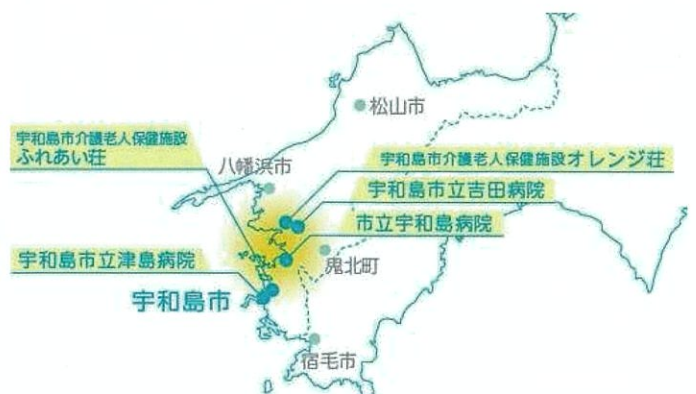 松山市
宇和島市介護老人保健施設
ふれあい荘
八幡浜市
宇和島市介護老人保健施設オレンジ荘
宇和島市立吉田病院
市立宇和島病院
宇和島市立津島病院
鬼北町
宇和島市
宿毛市